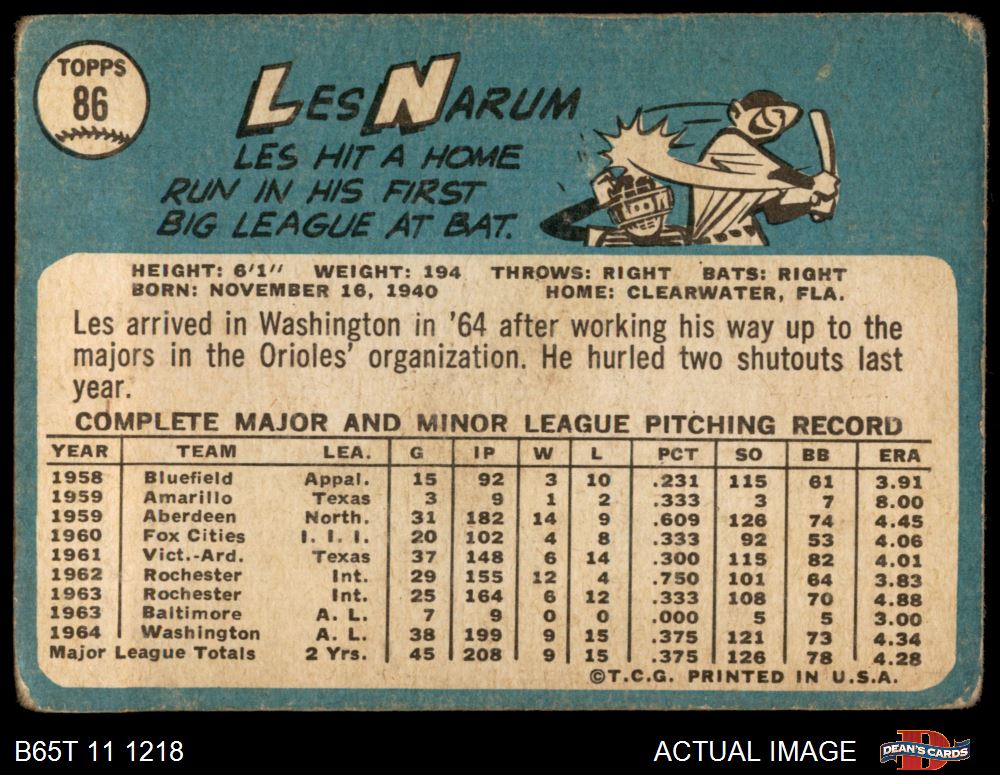 TOPPS
86
LES NARUM
LES HIT A HOME
RUN IN HIS FIRST
BIG LEAGUE AT BAT.
HEIGHT: 6'1" WEIGHT: 194 THROWS: RIGHT BATS: RIGHT
BORN: NOVEMBER 16, 1940 HOME: CLEARWATER, FLA.
Les arrived in Washington in '64 after working his way up to the
majors in the Orioles' organization. He hurled two shutouts last
year.
COMPLETE MAJOR AND MINOR LEAGUE PITCHING RECORD
YEAR TEAM LEA. G IP W L PCT SO BB ERA
1958 Bluefield Appal. 15 92 3 10 .231 115 61 3.91
1959 Amarillo Texas 3 9 1 2 .333 3 7 8.00
1959 Aberdeen North. 31 182 14 9 .609 126 74 4.45
1960 Fox Cities I. I. I. 20 102 4 8 .333 92 53 4.06
1961 Vict.-Ard. Texas 37 148 6 14 .300 115 82 4.01
1962 Rochester Int. 29 155 12 4 .750 101 64 3.83
1963 Rochester Int. 25 164 6 12 .333 108 70 4.88
1963 Baltimore A. L. 7 9 0 0 .000 5 5 3.00
1964 Washington A. L. 38 199 9 15 .375 121 73 4.34
Major League Totals 2 Yrs. 45 208 9 15 .375 126 78 4.28
©T.C.G. PRINTED IN U.S.A.
B65T 11 1218 ACTUAL IMAGE DEAN'S CARDS